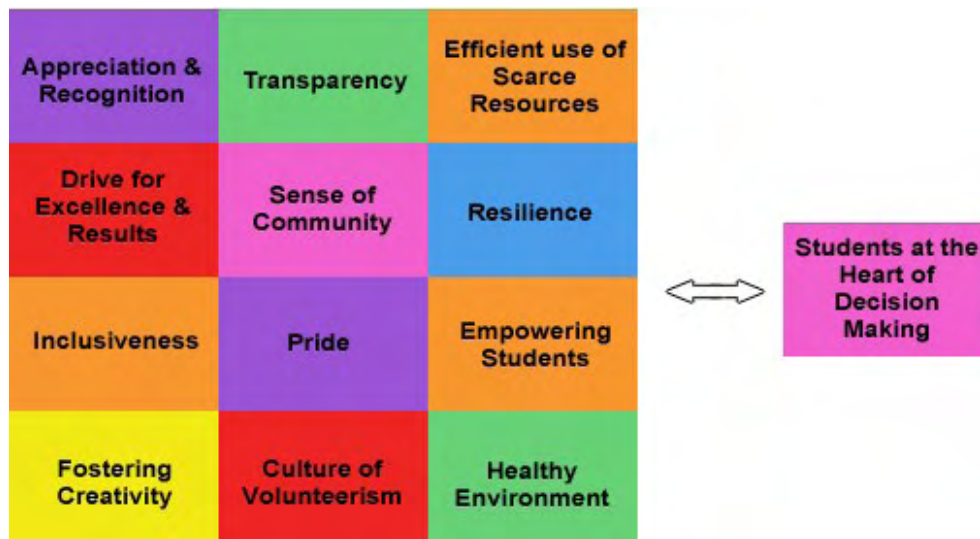 Appreciation &
Recognition
Transparency
Efficient use of
Scarce
Resources
Drive for
Excellence &
Results
Sense of
Community
Resilience
Inclusiveness
Pride
Empowering
Students
Fostering
Creativity
Culture of
Volunteerism
Healthy
Environment
Students at the
Heart of
Decision
Making